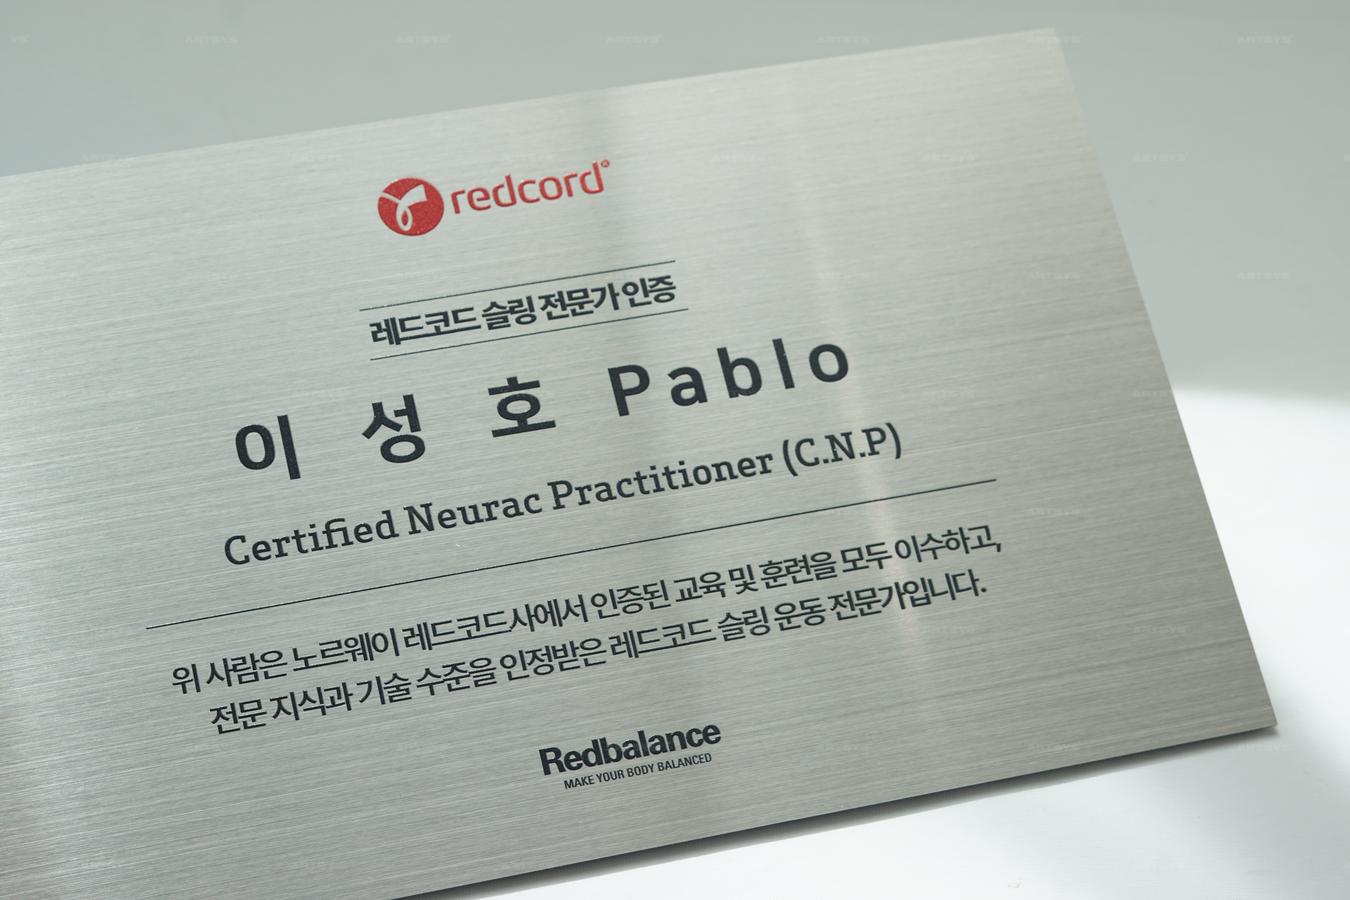 redcord®
레드코드 슬링 전문가 인증
이 성 호 Pablo
Certified Neurac Practitioner (C.N.P)
위 사람은 노르웨이 레드코드사에서 인증된 교육 및 훈련을 모두 이수하고,
전문 지식과 기술 수준을 인정받은 레드코드 슬링 운동 전문가입니다.
Redbalance
MAKE YOUR BODY BALANCED